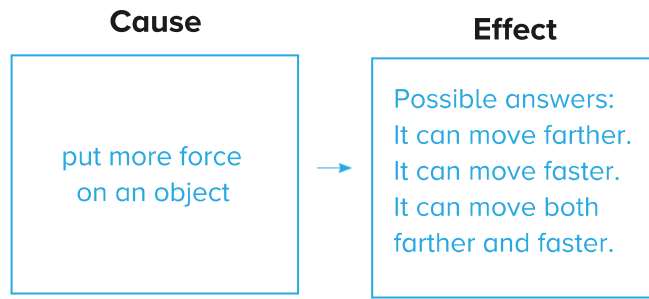 Cause
put more force
on an object
Effect
Possible answers:
It can move farther.
It can move faster.
It can move both
farther and faster.